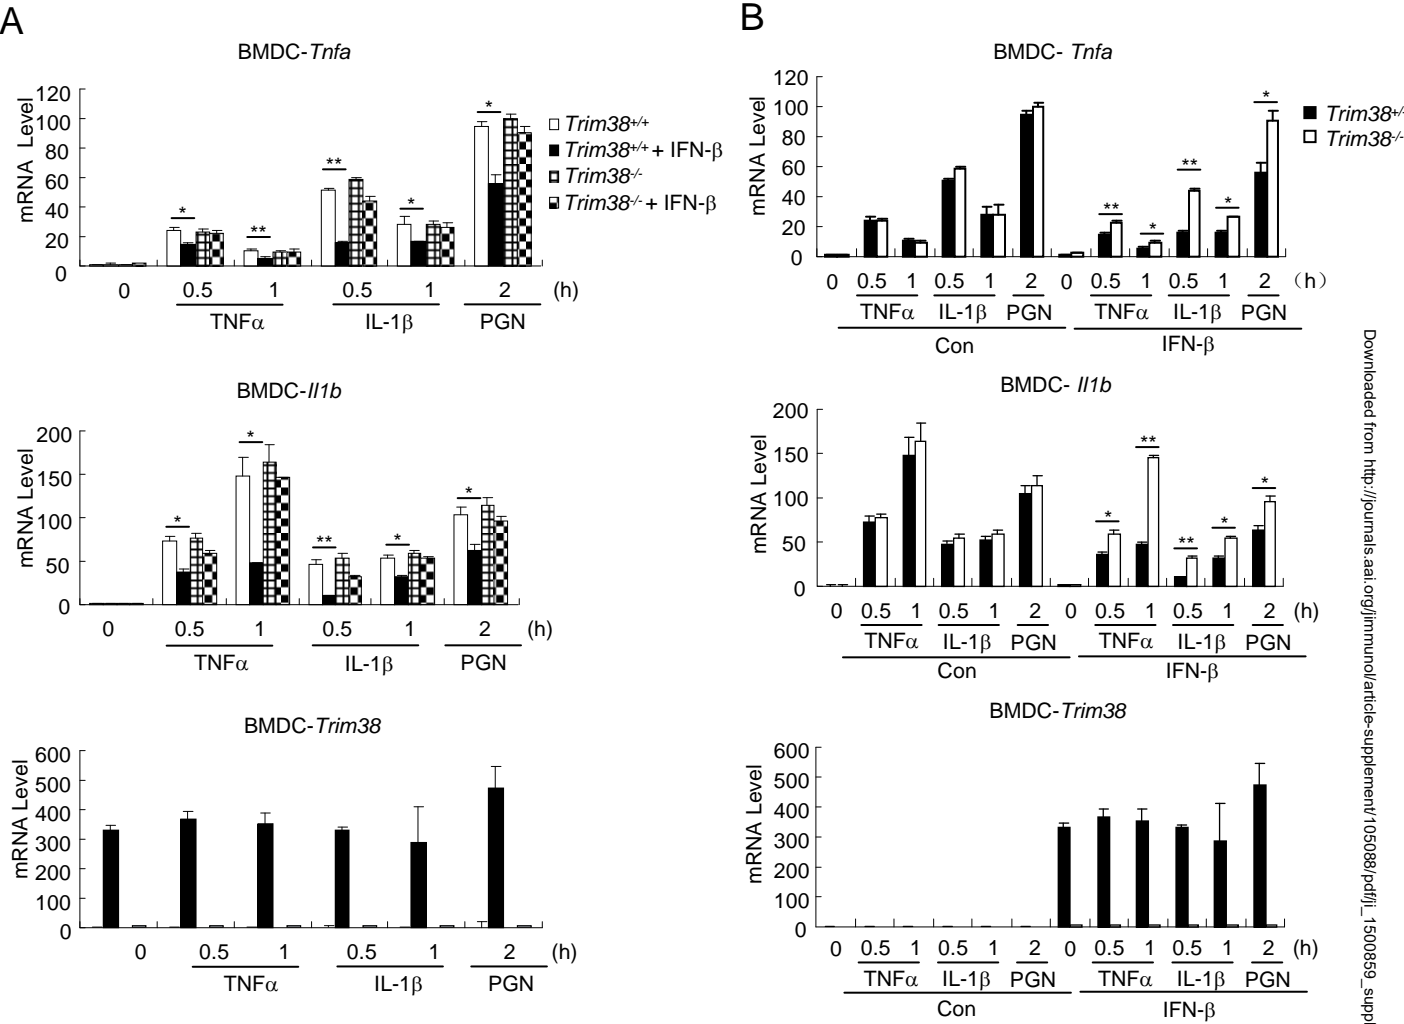 A
BMDC-Tnfa
mRNA Level
120
100
80
60
40
20
0
* ** ** * *
Trim38+/+
Trim38+/+ + IFN-β
Trim38-/-
Trim38-/- + IFN-β
0 0.5 1 0.5 1 2 (h)
TNFα IL-1β PGN
BMDC-Il1b
mRNA Level
200
150
100
50
0
* * ** * *
0 0.5 1 0.5 1 2 (h)
TNFα IL-1β PGN
BMDC-Trim38
mRNA Level
600
500
400
300
200
100
0
0 0.5 1 0.5 1 2 (h)
TNFα IL-1β PGN
B
BMDC- Tnfa
mRNA Level
120
100
80
60
40
20
0
** * ** * *
Trim38+/
Trim38-/-
0 0.5 1 0.5 1 2 0 0.5 1 0.5 1 2 （h）
TNFα IL-1β PGN TNFα IL-1β PGN
Con IFN-β
BMDC- Il1b
mRNA Level
200
150
100
50
0
* ** ** * *
0 0.5 1 0.5 1 2 0 0.5 1 0.5 1 2 (h)
TNFα IL-1β PGN TNFα IL-1β PGN
Con IFN-β
BMDC-Trim38
mRNA Level
600
500
400
300
200
100
0
0 0.5 1 0.5 1 2 0 0.5 1 0.5 1 2 (h)
TNFα IL-1β PGN TNFα IL-1β PGN
Con IFN-β
Downloaded from http://journals.aai.org/jimmunol/article-supplement/105088/pdf/ji_1500859_suppl